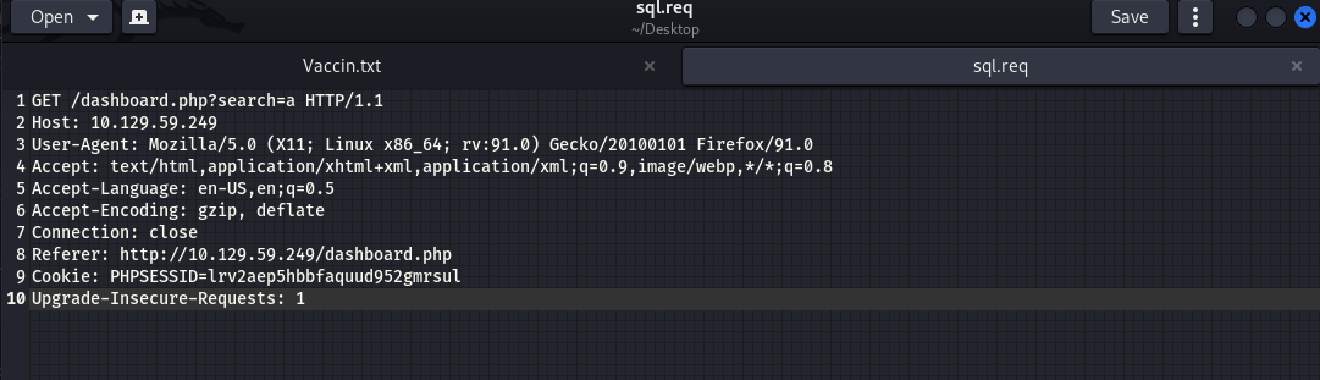 Open
sql.req
~/Desktop
Save
Vaccin.txt
sql.req
1 GET /dashboard.php?search=a HTTP/1.1
2 Host: 10.129.59.249
3 User-Agent: Mozilla/5.0 (X11; Linux x86_64; rv:91.0) Gecko/20100101 Firefox/91.0
4 Accept: text/html,application/xhtml+xml,application/xml;q=0.9,image/webp,*/*;q=0.8
5 Accept-Language: en-US,en;q=0.5
6 Accept-Encoding: gzip, deflate
7 Connection: close
8 Referer: http://10.129.59.249/dashboard.php
9 Cookie: PHPSESSID=lrv2aep5hbbfaquud952gmrsul
10 Upgrade-Insecure-Requests: 1